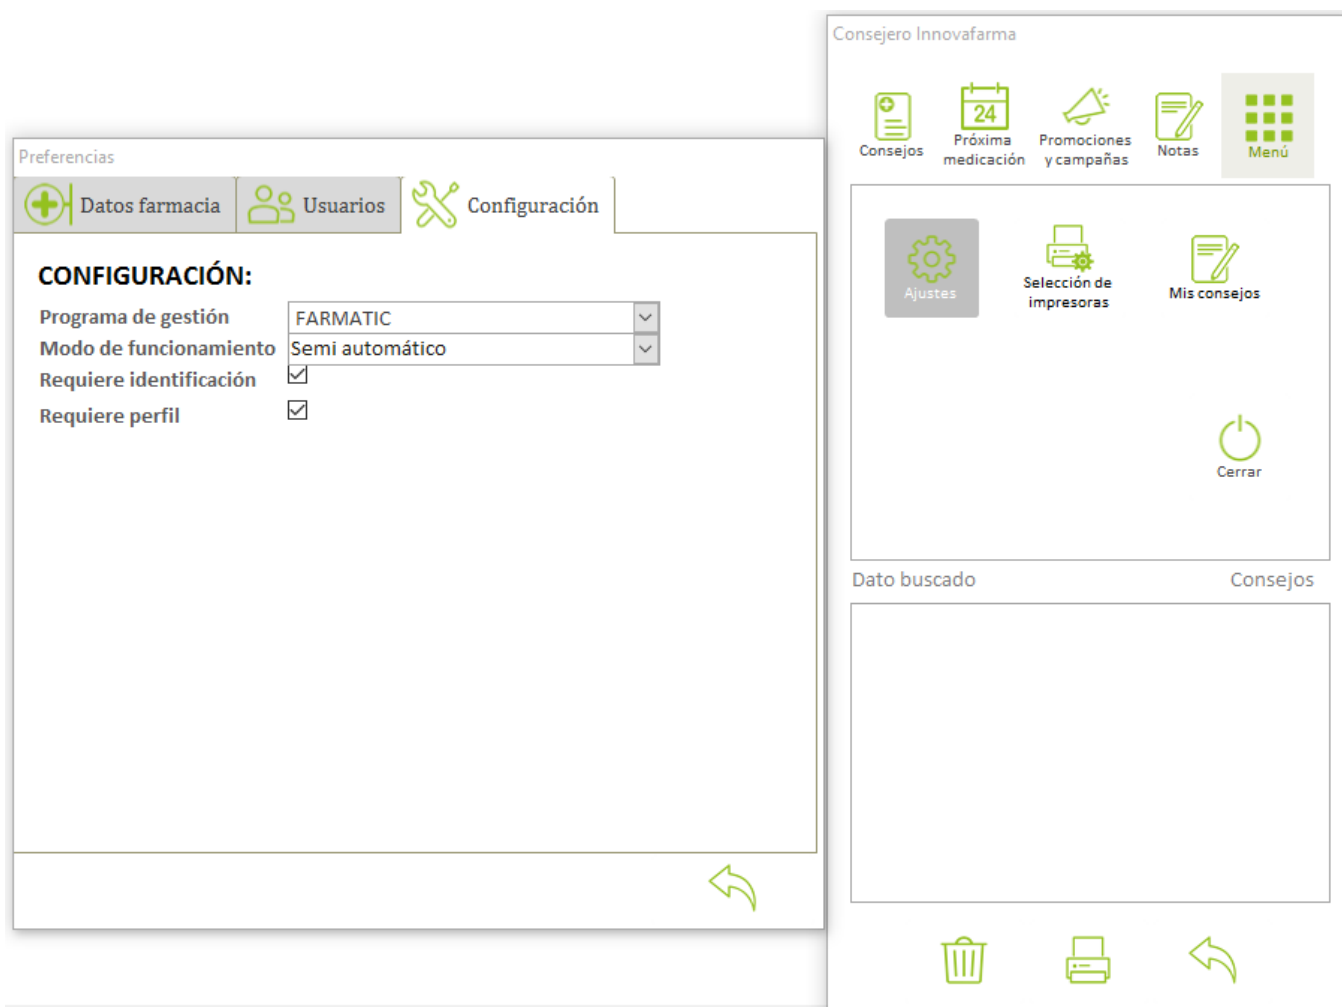 Consejero Innovafarma
Consejos
Próxima
medicación
Promociones
y campañas
Notas
Menú
Preferencias
Datos farmacia
Usuarios
Configuración
CONFIGURACIÓN:
Programa de gestión FARMATIC
Modo de funcionamiento Semi automático
Requiere identificación
Requiere perfil
Ajustes
Selección de
impresoras
Mis consejos
Cerrar
Dato buscado Consejos
24